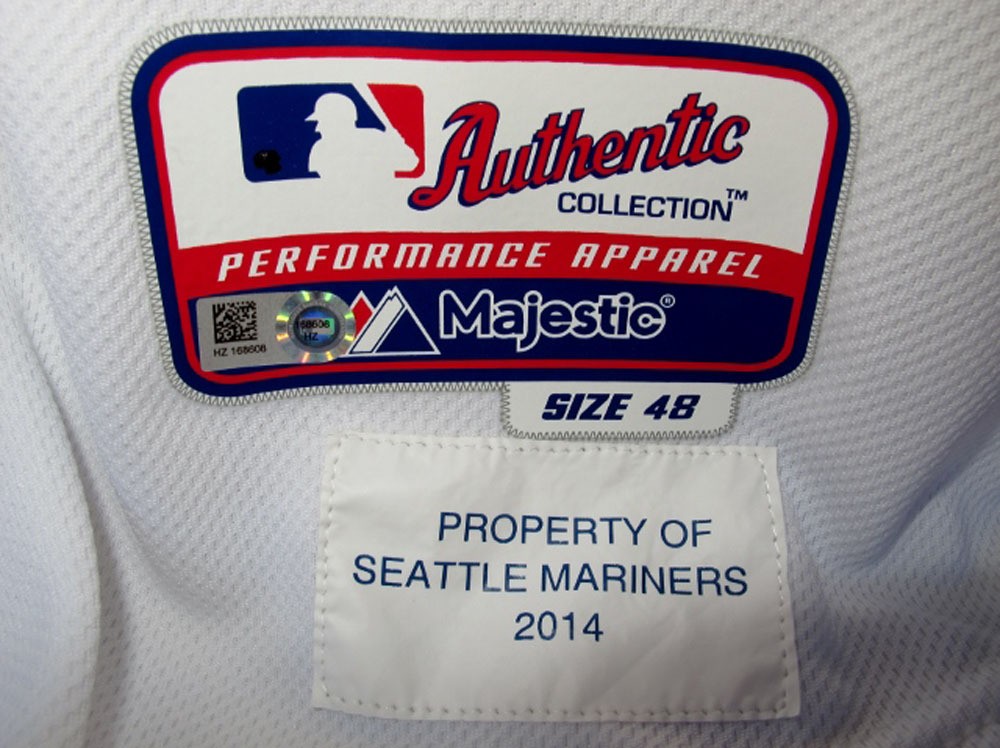 Authentic
COLLECTION™
PERFORMANCE APPAREL
Majestic®
168608
HZ
HZ 168608
SIZE 48
PROPERTY OF
SEATTLE MARINERS
2014